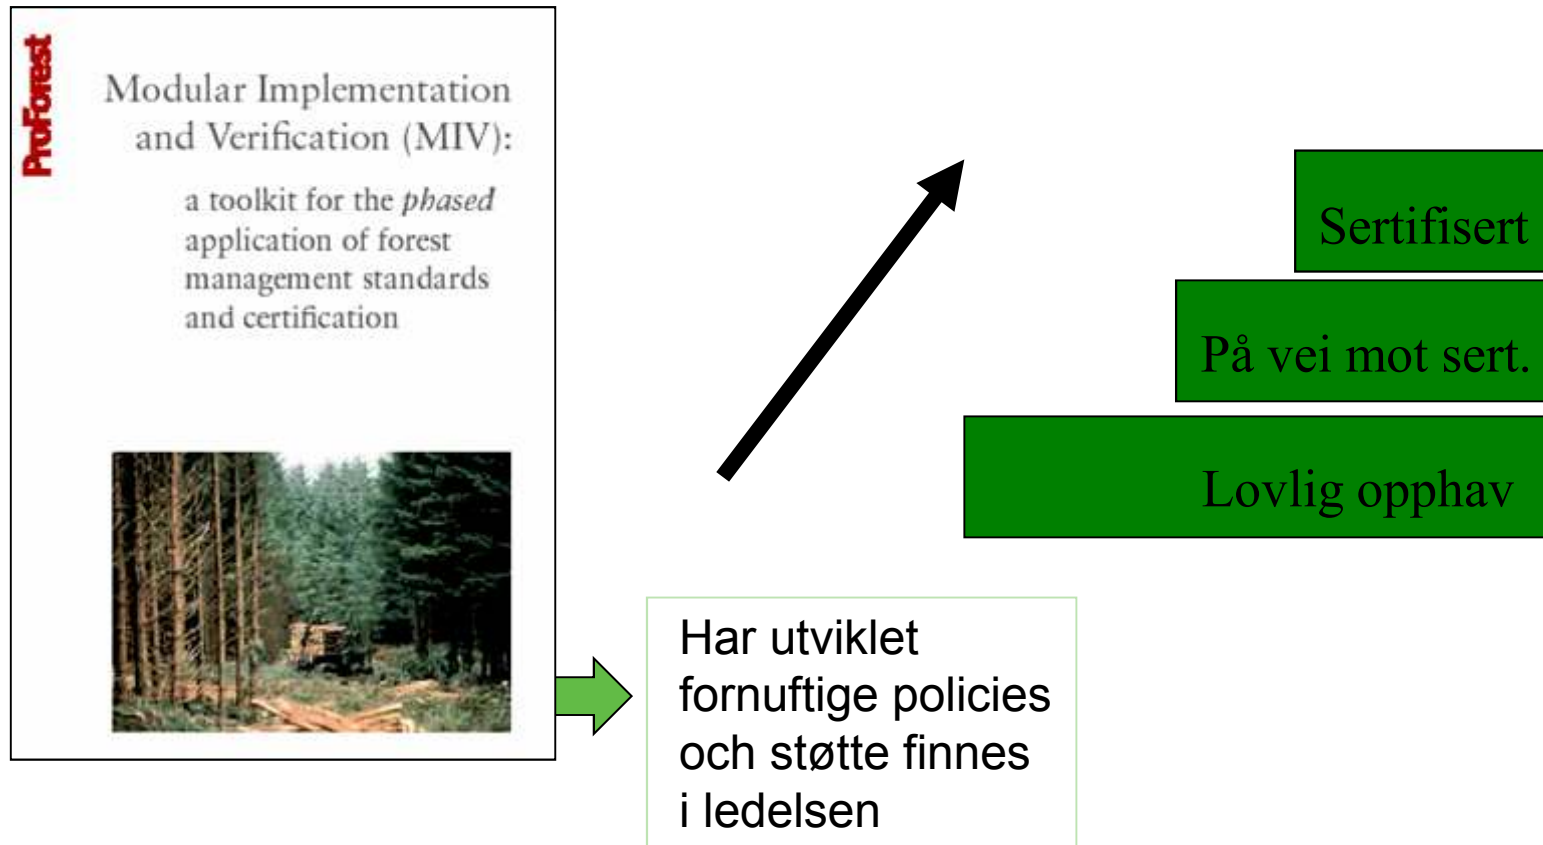 ProForest
Modular Implementation
and Verification (MIV):
a toolkit for the phased
application of forest
management standards
and certification
Sertifisert
På vei mot sert.
Lovlig opphav
Har utviklet
fornuftige policies
och støtte finnes
i ledelsen